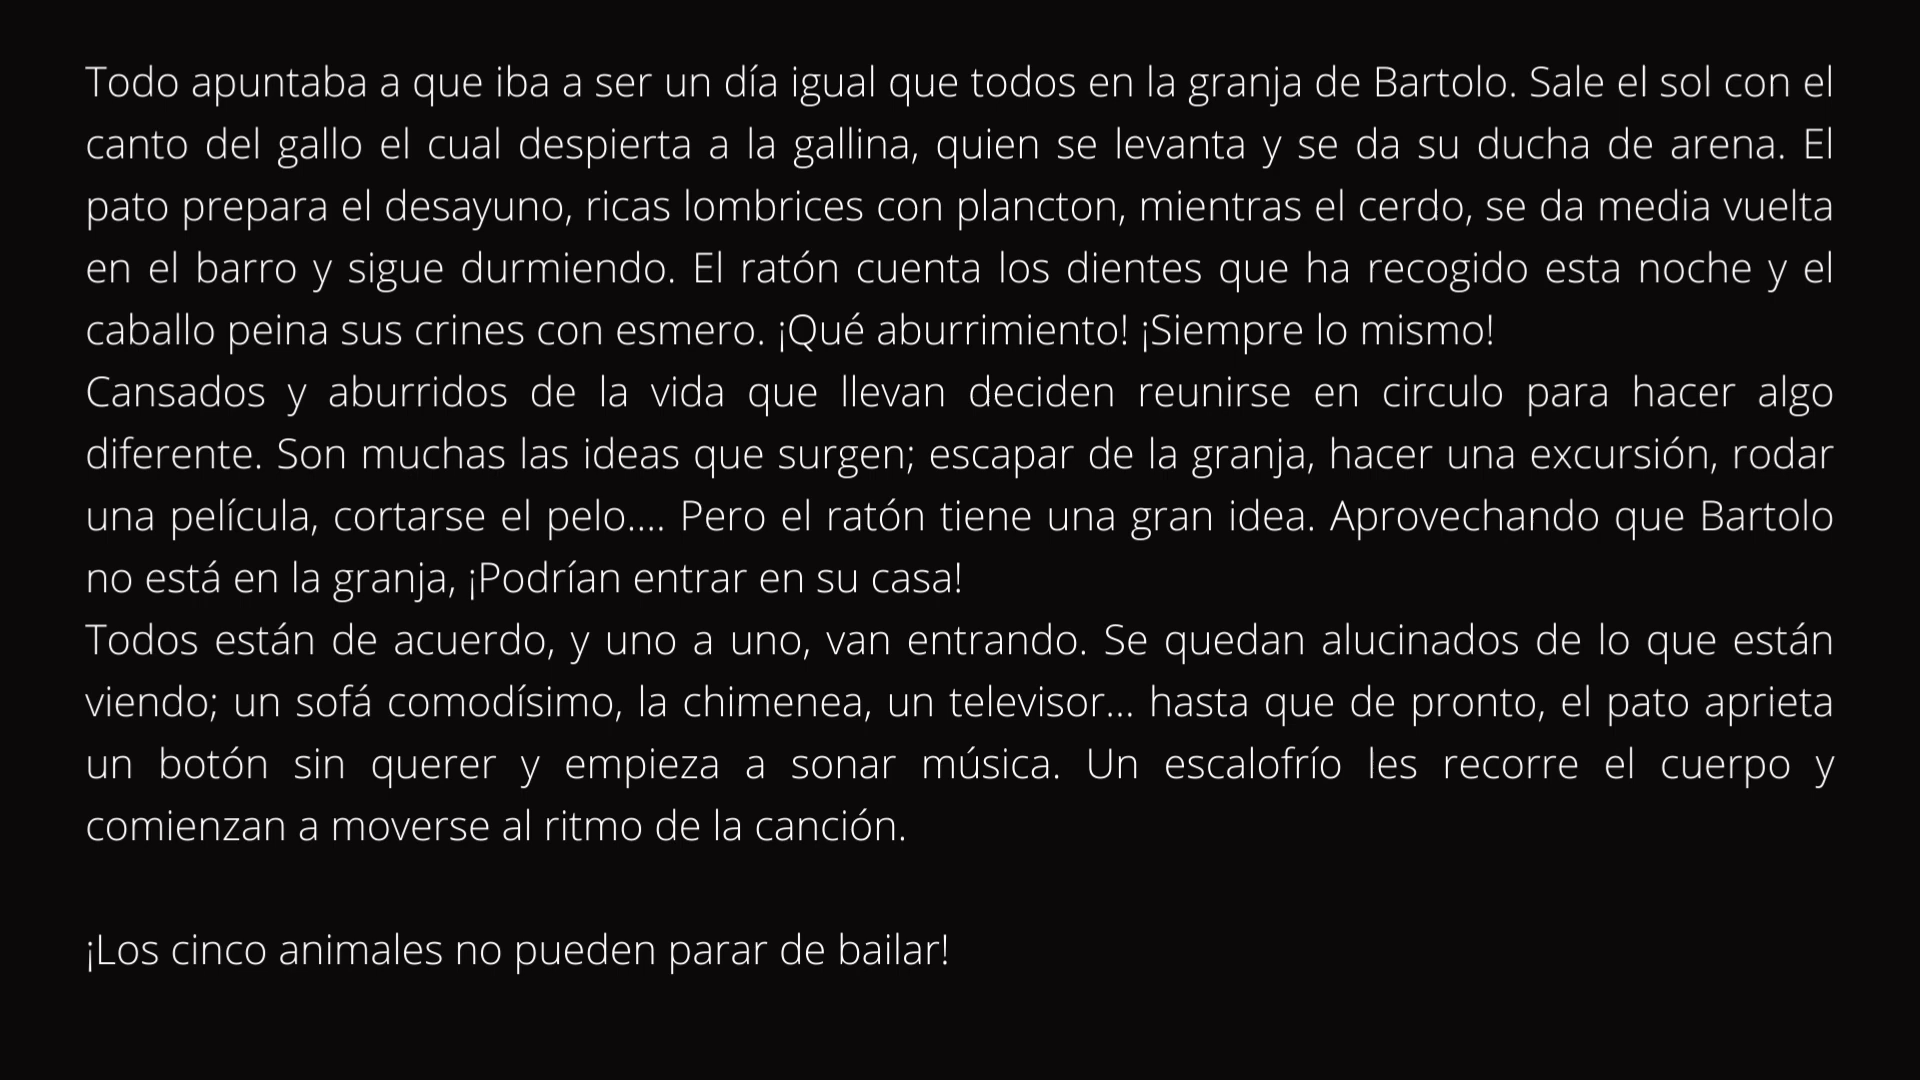 Todo apuntaba a que iba a ser un día igual que todos en la granja de Bartolo. Sale el sol con el
canto del gallo el cual despierta a la gallina, quien se levanta y se da su ducha de arena. El
pato prepara el desayuno, ricas lombrices con plancton, mientras el cerdo, se da media vuelta
en el barro y sigue durmiendo. El ratón cuenta los dientes que ha recogido esta noche y el
caballo peina sus crines con esmero. ¡Qué aburrimiento! ¡Siempre lo mismo!
Cansados y aburridos de la vida que llevan deciden reunirse en circulo para hacer algo
diferente. Son muchas las ideas que surgen; escapar de la granja, hacer una excursión, rodar
una película, cortarse el pelo.... Pero el ratón tiene una gran idea. Aprovechando que Bartolo
no está en la granja, ¡Podrían entrar en su casa!
Todos están de acuerdo, y uno a uno, van entrando. Se quedan alucinados de lo que están
viendo; un sofá comodísimo, la chimenea, un televisor... hasta que de pronto, el pato aprieta
un botón sin querer y empieza a sonar música. Un escalofrío les recorre el cuerpo y
comienzan a moverse al ritmo de la canción.
¡Los cinco animales no pueden parar de bailar!